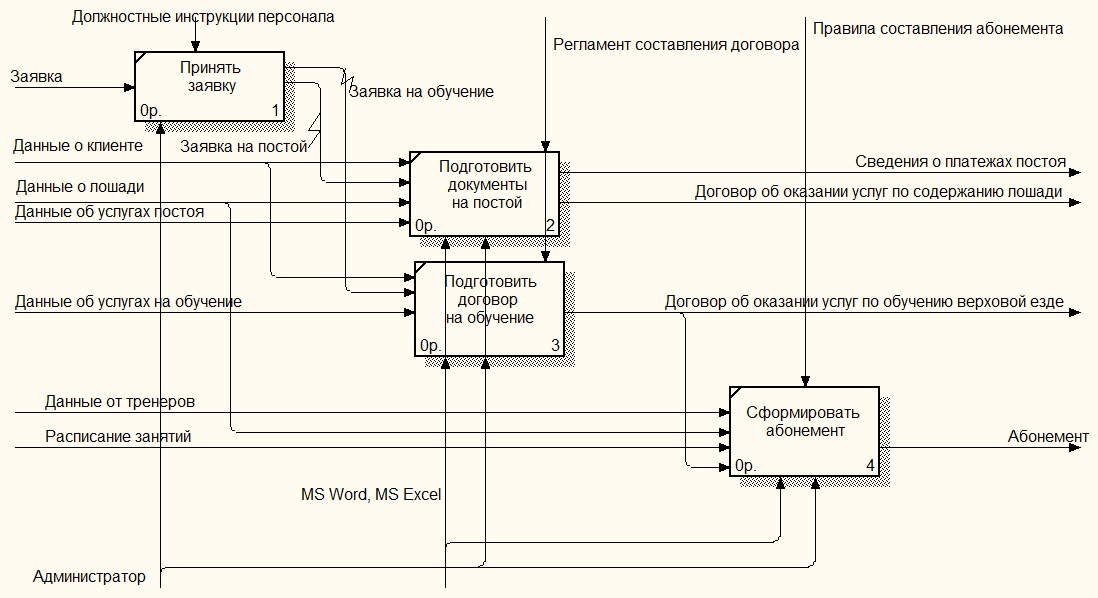 Должностные инструкции персонала
Правила составления абонемента
Регламент составления договора
Принять
заявку
0р. 1
Заявка
Заявка на обучение
Заявка на постой
Данные о клиенте
Данные о лошади
Данные об услугах постоя
Подготовить
документы
на постой
0р. 2
Сведения о платежах постоя
Договор об оказании услуг по содержанию лошади
Подготовить
договор
на обучение
0р. 3
Данные об услугах на обучение
Договор об оказании услуг по обучению верховой езде
Данные от тренеров
Расписание занятий
Сформировать
абонемент
0р. 4
Абонемент
MS Word, MS Excel
Администратор